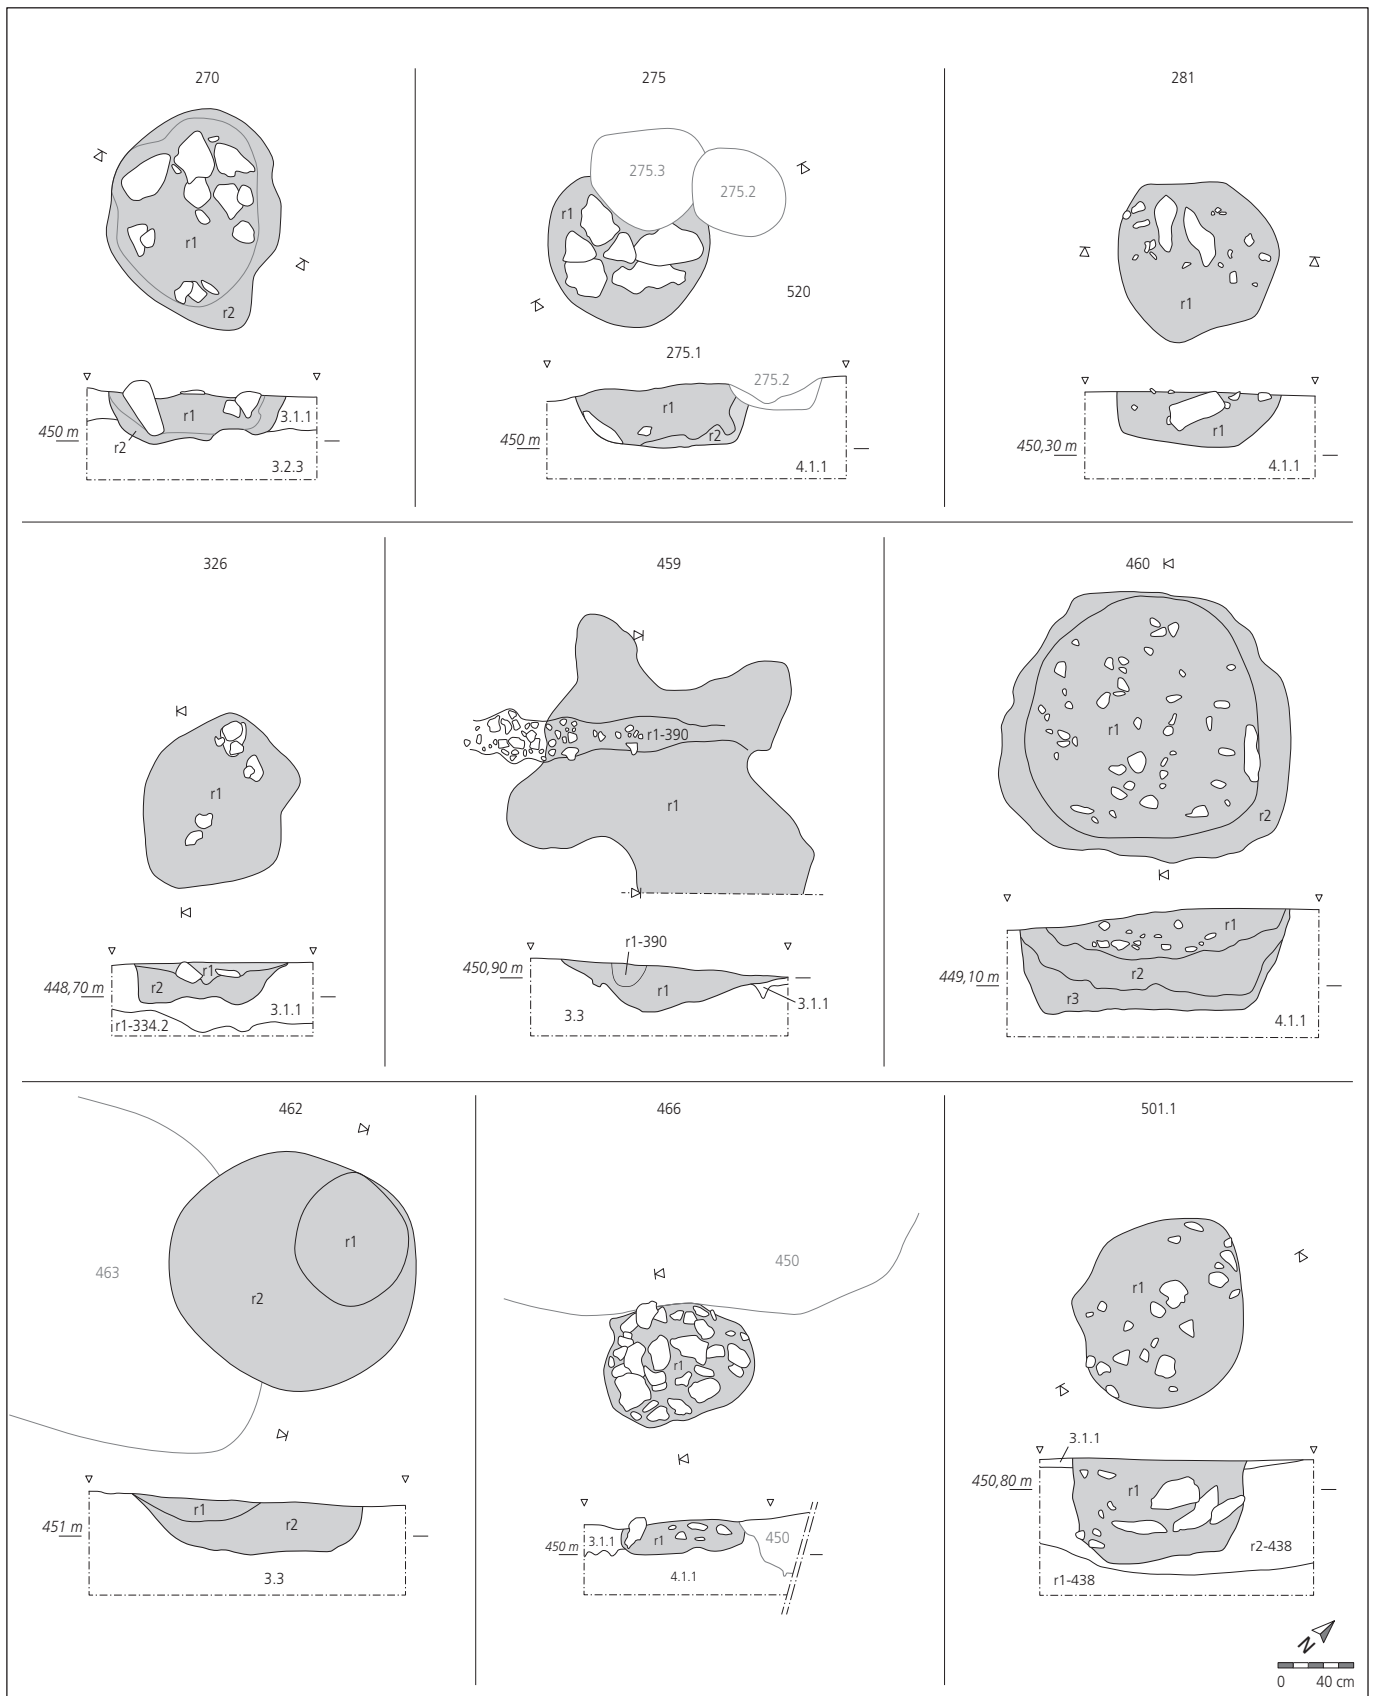 270
r1
r2
r1
r2
3.1.1
450 m
3.2.3
275
275.3
275.2
r1
520
275.1
275.2
r1
r2
450 m
4.1.1
281
r1
r1
450,30 m
4.1.1
326
r1
r1
r2
448,70 m
3.1.1
r1-334.2
459
r1-390
r1
r1-390
450,90 m
r1
3.3
3.1.1
460
r1
r2
r1
r2
r3
449,10 m
4.1.1
462
463
r1
r2
r1
r2
451 m
3.3
466
450
r1
3.1.1
r1
450
450 m
4.1.1
501.1
r1
3.1.1
r1
450,80 m
r2-438
r1-438
N
0 40 cm